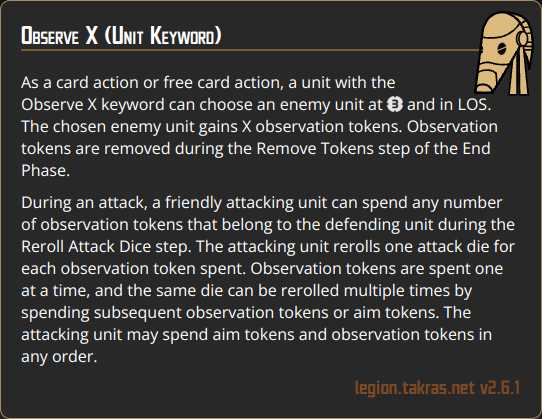 Observe X (Unit Keyword)
As a card action or free card action, a unit with the
Observe X keyword can choose an enemy unit at 3 and in LOS.
The chosen enemy unit gains X observation tokens. Observation
tokens are removed during the Remove Tokens step of the End
Phase.
During an attack, a friendly attacking unit can spend any number
of observation tokens that belong to the defending unit during the
Reroll Attack Dice step. The attacking unit rerolls one attack die for
each observation token spent. Observation tokens are spent one
at a time, and the same die can be rerolled multiple times by
spending subsequent observation tokens or aim tokens. The
attacking unit may spend aim tokens and observation tokens in
any order.
legion.takras.net v2.6.1